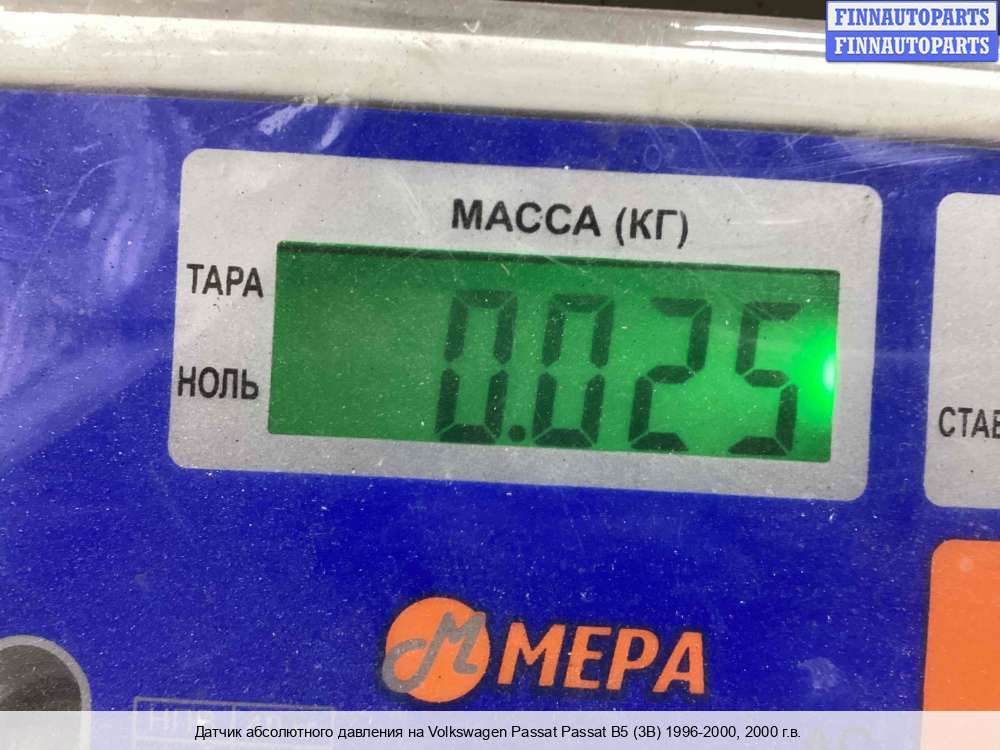 FINNAUTOPARTS
FINNAUTOPARTS
МАССА (КГ)
ТАРА
0.025
НОЛЬ
МЕРА
Датчик абсолютного давления на Volkswagen Passat Passat B5 (3B) 1996-2000, 2000 г.в.